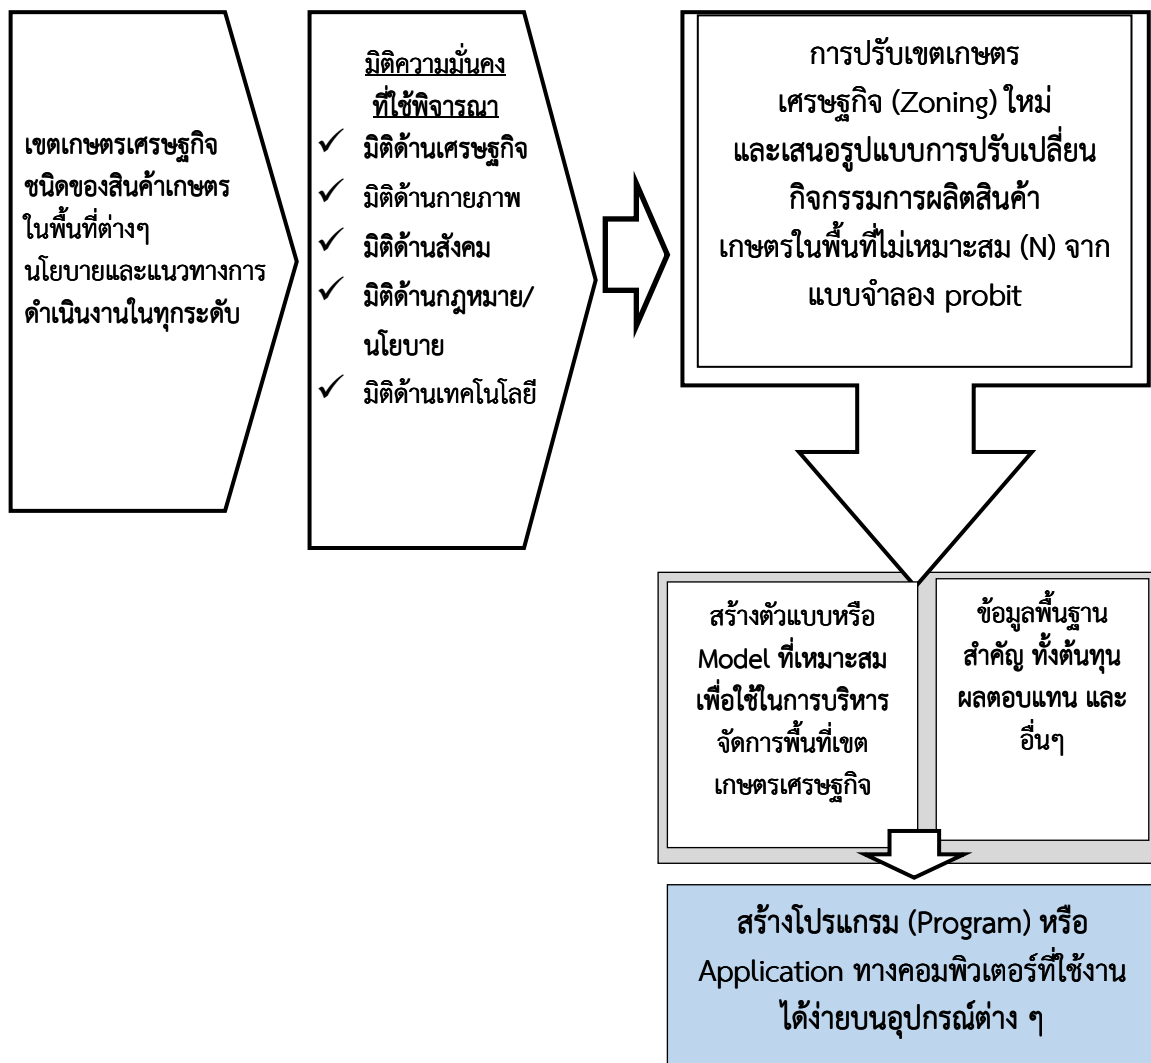 เขตเกษตรเศรษฐกิจ
ชนิดของสินค้าเกษตร
ในพื้นที่ต่างๆ
นโยบายและแนวทางการ
ดำเนินงานในทุกระดับ
มิติความมั่นคง
ที่ใช้พิจารณา
✓ มิติด้านเศรษฐกิจ
✓ มิติด้านกายภาพ
✓ มิติด้านสังคม
✓ มิติด้านกฎหมาย/
นโยบาย
✓ มิติด้านเทคโนโลยี
การปรับเขตเกษตร
เศรษฐกิจ (Zoning) ใหม่
และเสนอรูปแบบการปรับเปลี่ยน
กิจกรรมการผลิตสินค้า
เกษตรในพื้นที่ไม่เหมาะสม (N) จาก
แบบจำลอง probit
สร้างตัวแบบหรือ
Model ที่เหมาะสม
เพื่อใช้ในการบริหาร
จัดการพื้นที่เขต
เกษตรเศรษฐกิจ
ข้อมูลพื้นฐาน
สำคัญ ทั้งต้นทุน
ผลตอบแทน และ
อื่นๆ
สร้างโปรแกรม (Program) หรือ
Application ทางคอมพิวเตอร์ที่ใช้งาน
ได้ง่ายบนอุปกรณ์ต่าง ๆ